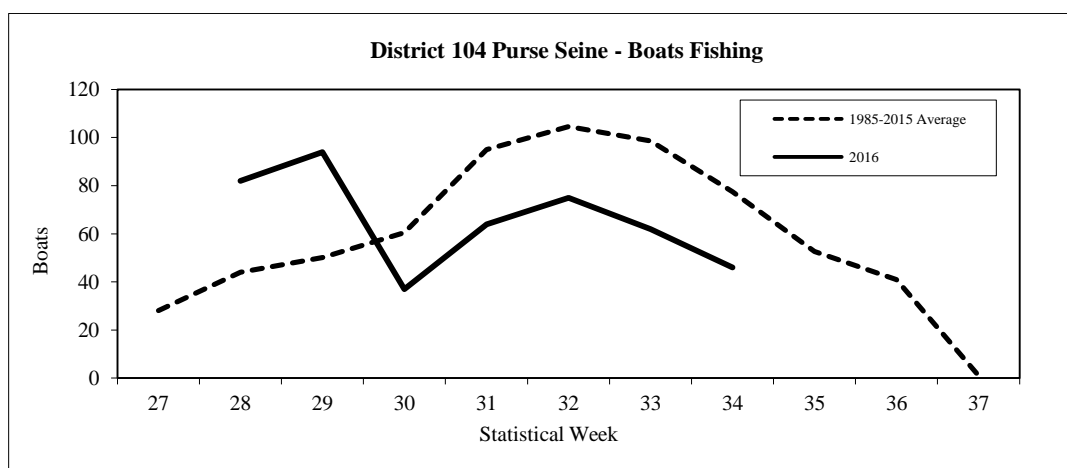 District 104 Purse Seine - Boats Fishing
120
100
80
60
40
20
0
Boats
1985-2015 Average
2016
27 28 29 30 31 32 33 34 35 36 37
Statistical Week